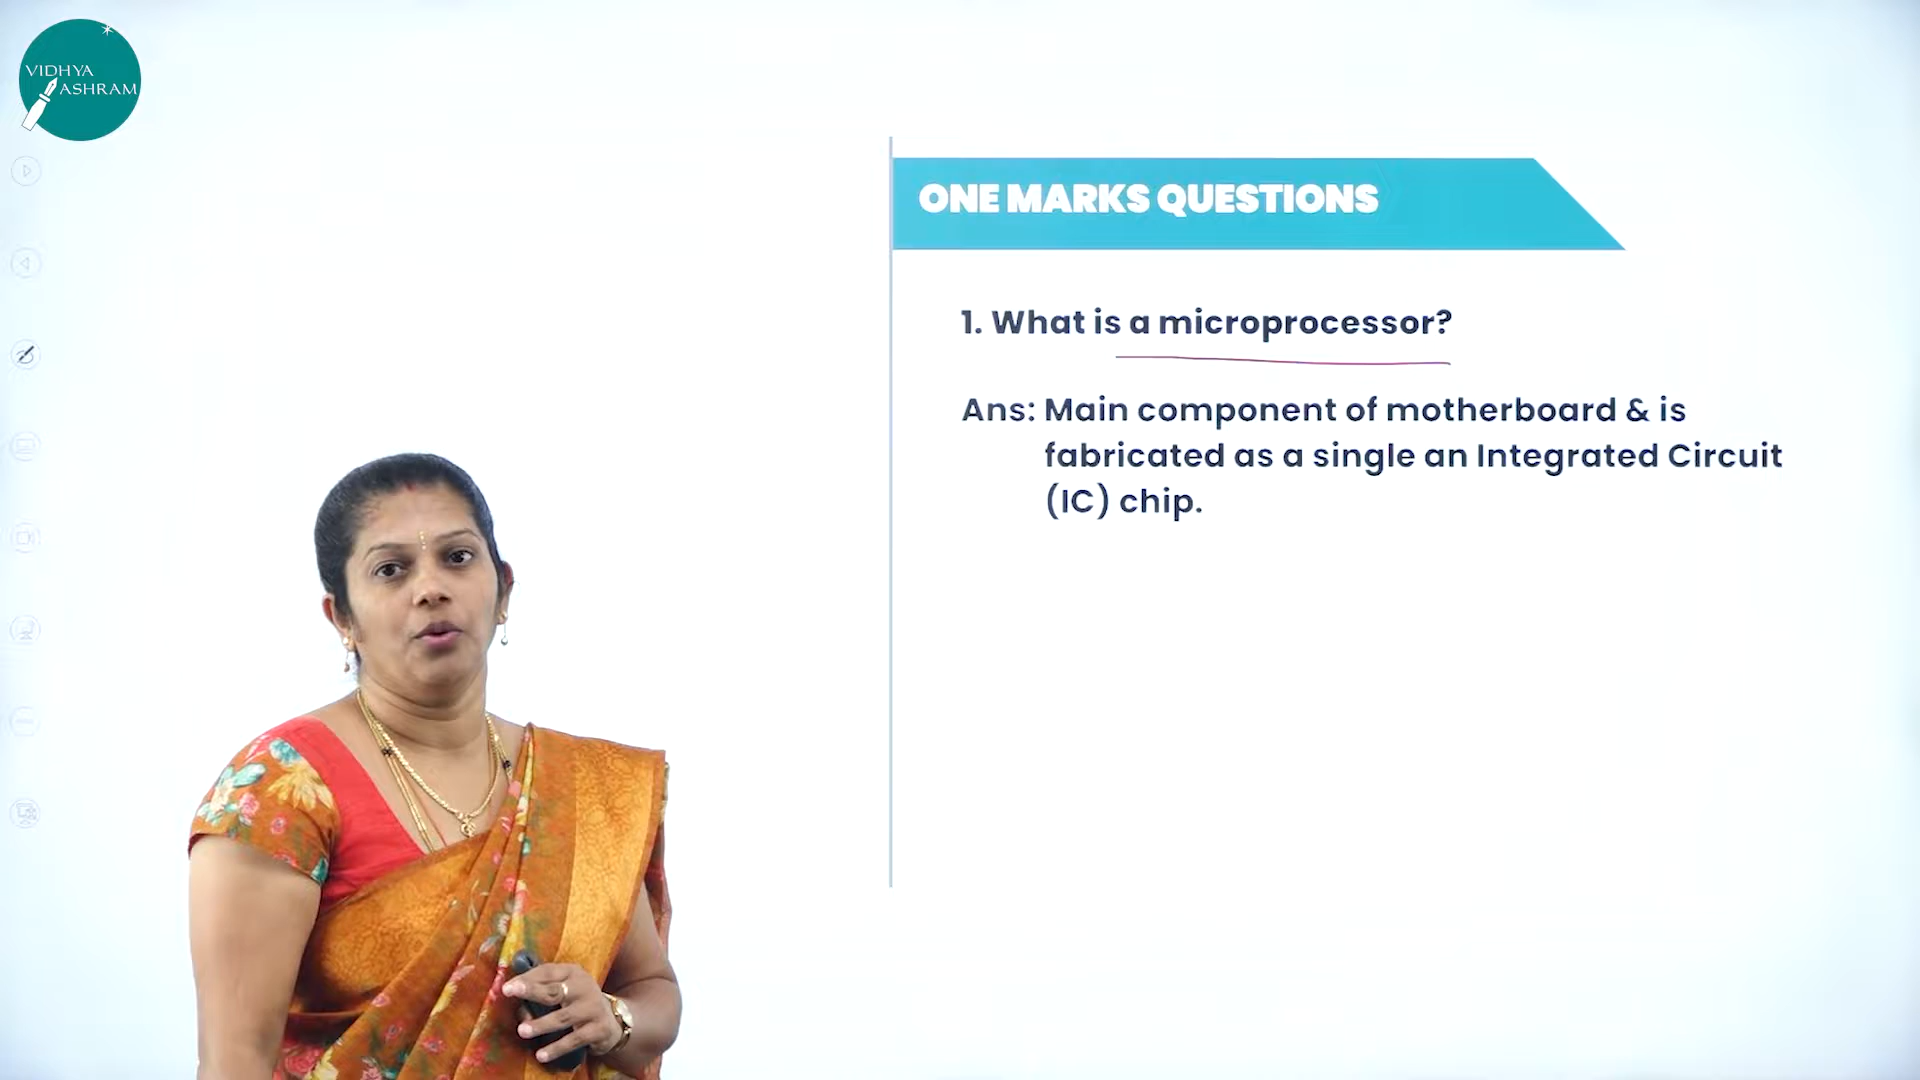 VIDHYA
ASHRAM
ONE MARKS QUESTIONS
1. What is a microprocessor?
Ans: Main component of motherboard & is
fabricated as a single an Integrated Circuit
(IC) chip.